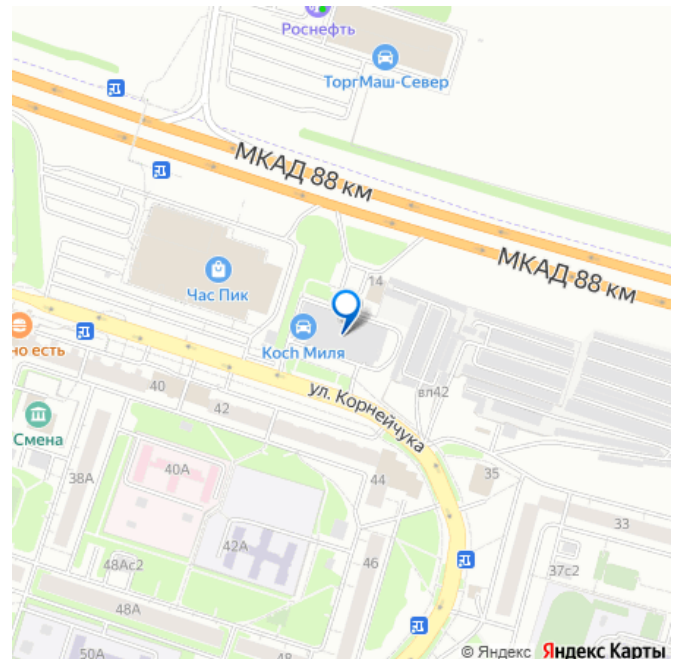 Роснефть
ТоргМаш-Север
МКАД 88 км
МКАД 88 км
14
Час Пик
Koch Миля
но есть
вл42
ул. Корнейчука
40
42
Смена
38А
40А
44
35
33
42А
46
48Ас2
37с2
48А
50А
48
© Яндекс Яндекс Карты